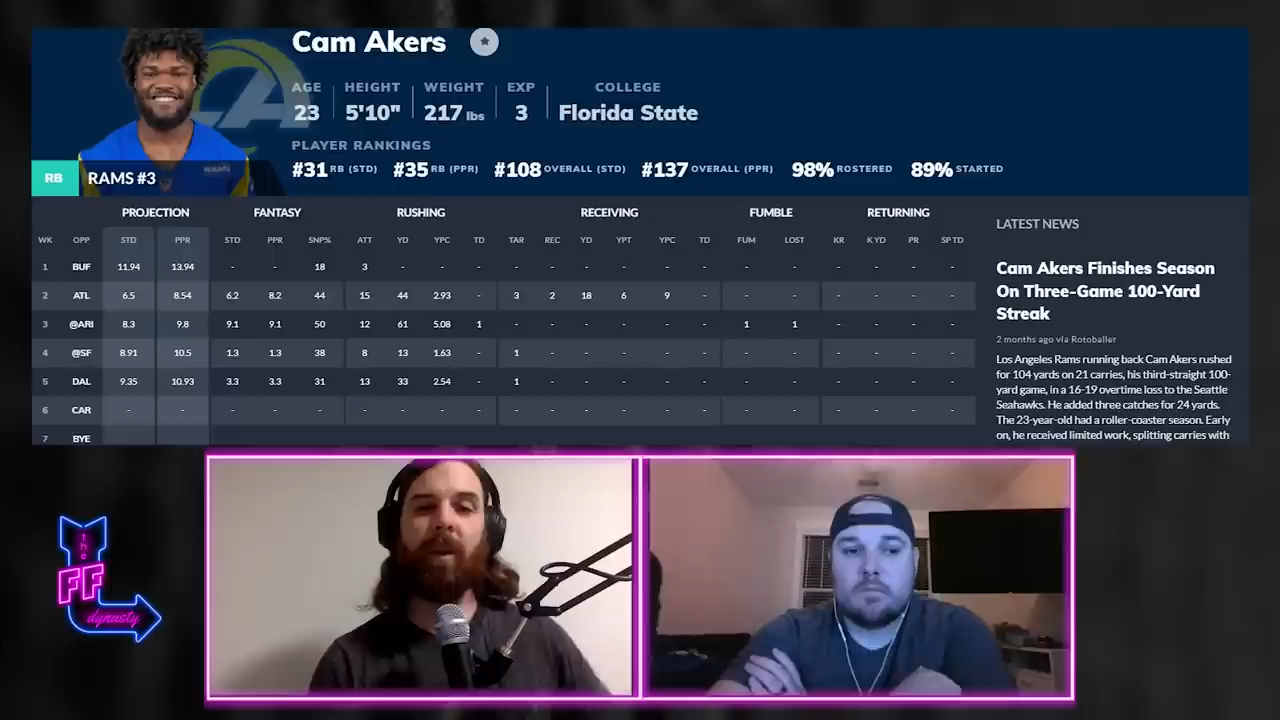 Cam Akers
AGE HEIGHT WEIGHT EXP COLLEGE
23 5'10" 217 lbs 3 Florida State
PLAYER RANKINGS
#31 RB (STD) #35 RB (PPR) #108 OVERALL (STD) #137 OVERALL (PPR) 98% ROSTERED 89% STARTED
RB RAMS #3
PROJECTION FANTASY RUSHING RECEIVING FUMBLE RETURNING
WK OPP STD PPR STD PPR SNP% ATT YD YPC TD TAR REC YD YPT YPC TD FUM LOST KR K YD PR SP TD
1 BUF 11.94 13.94 - - 18 3 - - - - - - - - - - - - - - -
2 ATL 6.5 8.54 6.2 8.2 44 15 44 2.93 - 3 2 18 6 9 - - - - - - -
3 @ARI 8.3 9.8 9.1 9.1 50 12 61 5.08 1 - - - - - - 1 1 - - - -
4 @SF 8.91 10.5 1.3 1.3 38 8 13 1.63 - 1 - - - - - - - - - - -
5 DAL 9.35 10.93 3.3 3.3 31 13 33 2.54 - 1 - - - - - - - - - - -
6 CAR - - - - - - - - - - - - - - - - - - - - -
7 BYE
LATEST NEWS
Cam Akers Finishes Season
On Three-Game 100-Yard
Streak
2 months ago via Rotoballer
Los Angeles Rams running back Cam Akers rushed
for 104 yards on 21 carries, his third-straight 100-
yard game, in a 16-19 overtime loss to the Seattle
Seahawks. He added three catches for 24 yards.
The 23-year-old had a roller-coaster season. Early
on, he received limited work, splitting carries with
the
FF
dynasty